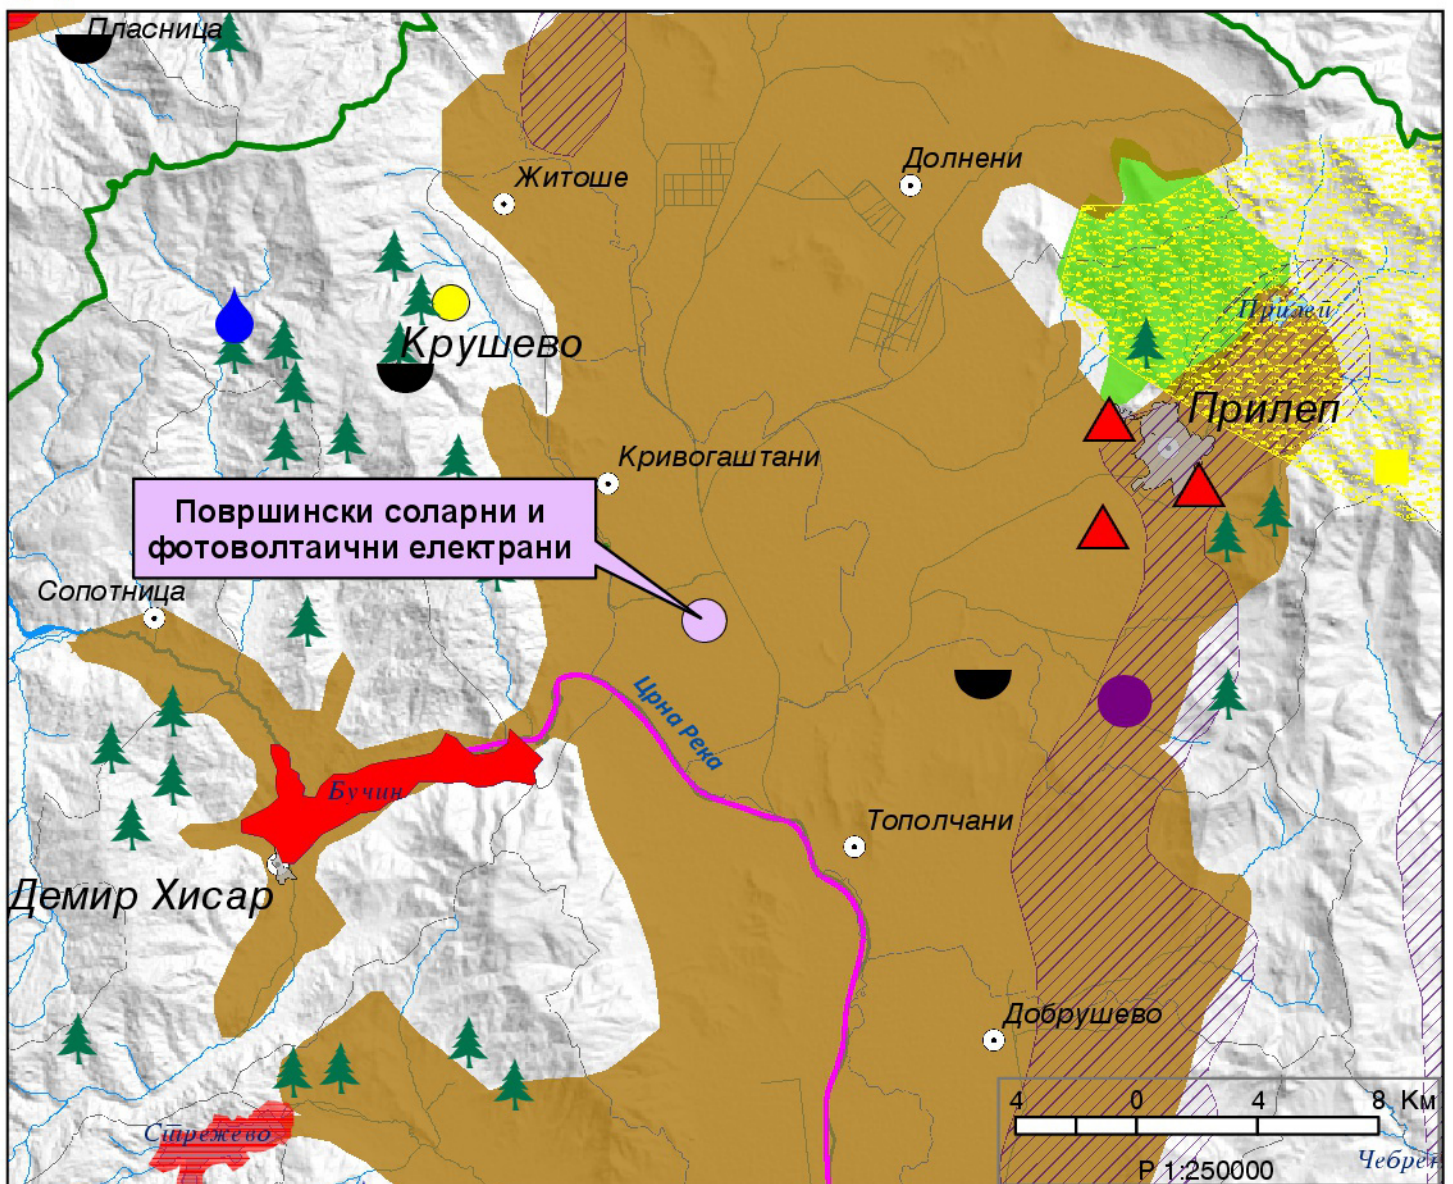 Пласница
Долнени
Житоше
Прилеп
Крушево
Прилеп
Кривогаштани
Површински соларни и
фотоволтаични електрани
Сопотница
Црна Река
Бучин
Тополчани
Демир Хисар
Добрушево
4 0 4 8 Км
Стрежево
Р 1:250000
Чебрен